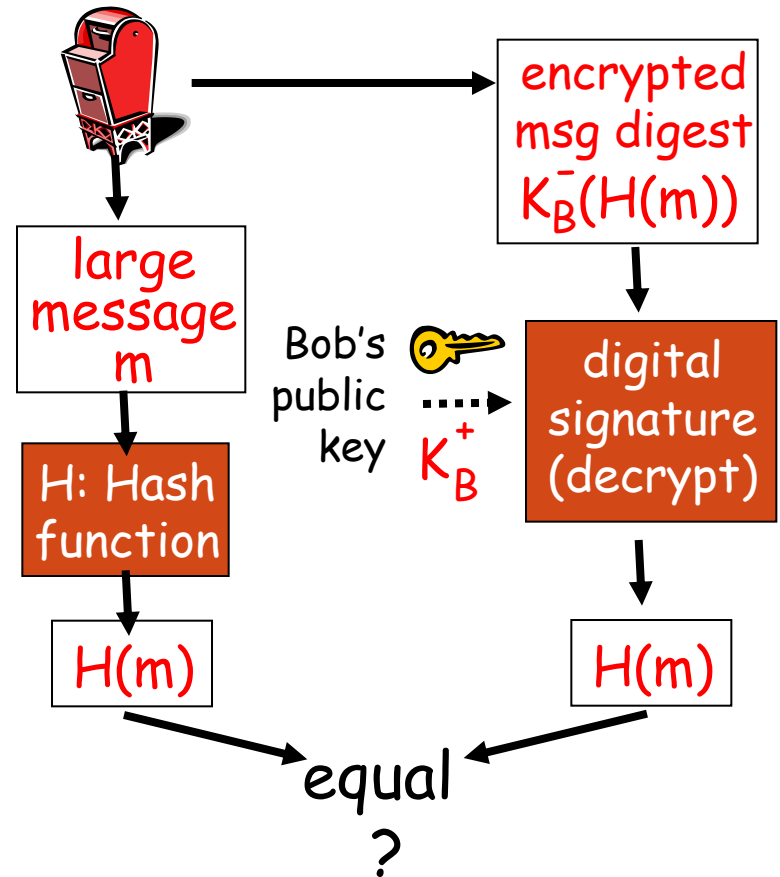 encrypted
msg digest
K_B^-(H(m))
large
message
m
Bob's
public
key
K_B^+
digital
signature
(decrypt)
H: Hash
function
H(m)
H(m)
equal
?